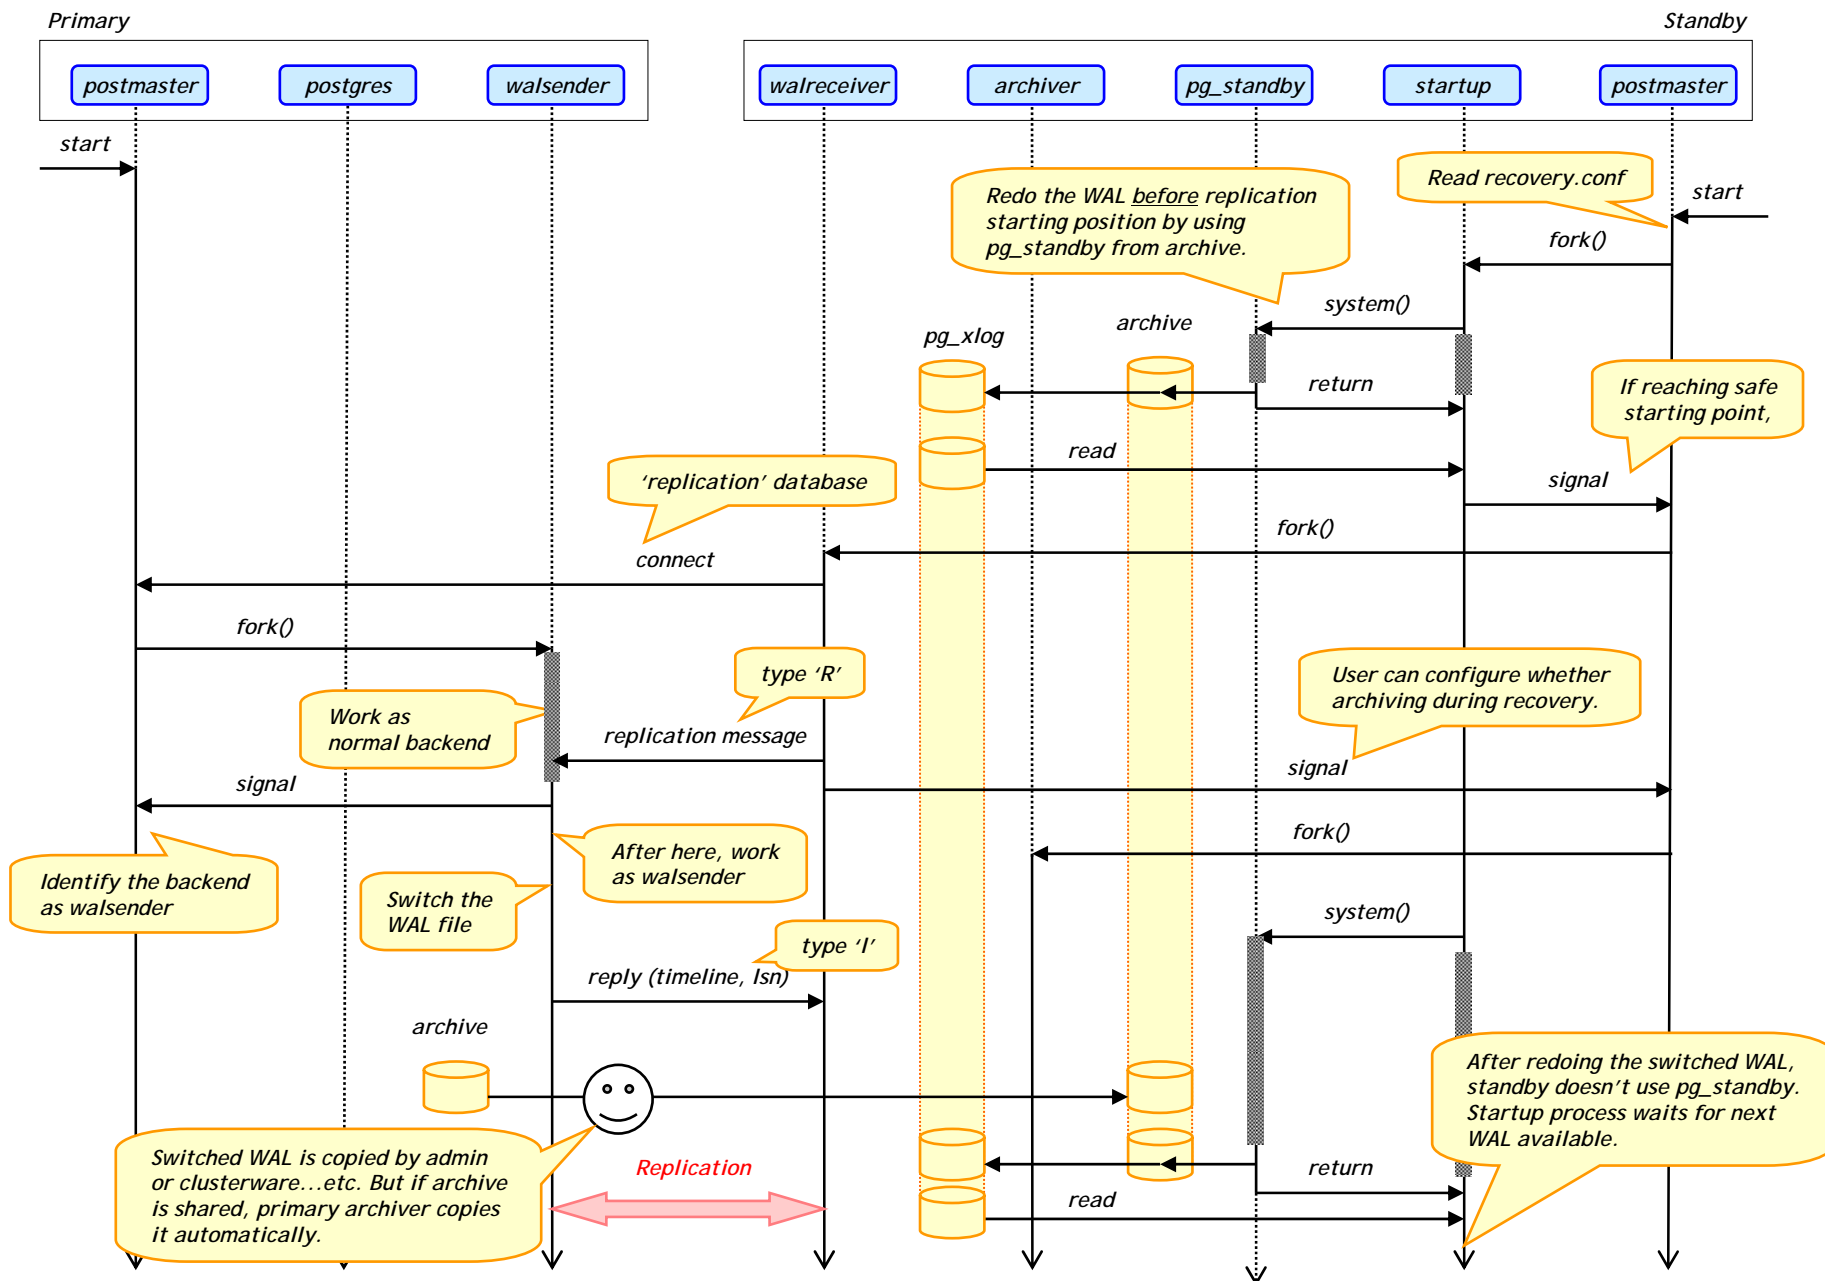 Primary
Standby
postmaster
postgres
walsender
walreceiver
archiver
pg_standby
startup
postmaster
start
Read recovery.conf
start
Redo the WAL before replication
starting position by using
pg_standby from archive.
fork()
system()
archive
pg_xlog
return
If reaching safe
starting point,
read
'replication' database
signal
fork()
connect
fork()
type 'R'
User can configure whether
archiving during recovery.
Work as
normal backend
replication message
signal
signal
fork()
After here, work
as walsender
Identify the backend
as walsender
Switch the
WAL file
system()
type 'I'
reply (timeline, lsn)
archive
After redoing the switched WAL,
standby doesn't use pg_standby.
Startup process waits for next
WAL available.
Switched WAL is copied by admin
or clusterware...etc. But if archive
is shared, primary archiver copies
it automatically.
Replication
return
read